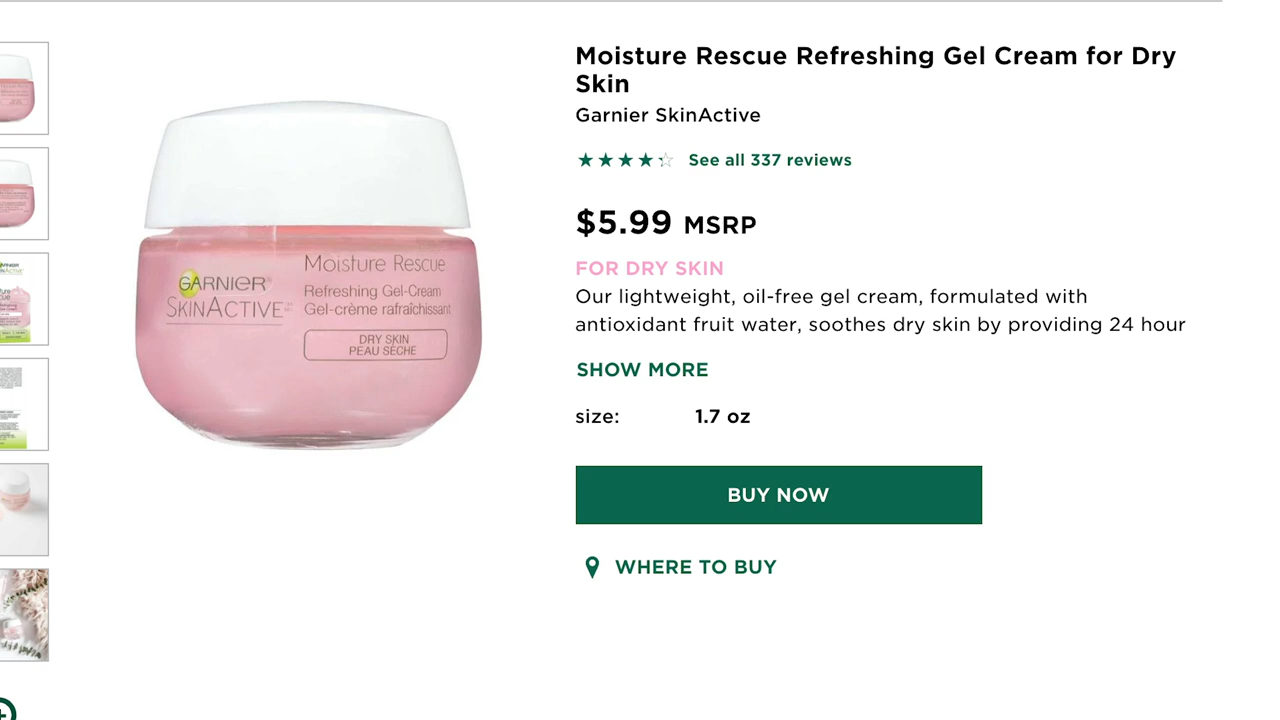 Moisture Rescue Refreshing Gel Cream for Dry
Skin
Garnier SkinActive
See all 337 reviews
$5.99 MSRP
FOR DRY SKIN
Our lightweight, oil-free gel cream, formulated with
antioxidant fruit water, soothes dry skin by providing 24 hour
SHOW MORE
size: 1.7 oz
BUY NOW
WHERE TO BUY
GARNIER
SKINACTIVE
Moisture Rescue
Refreshing Gel-Cream
Gel-crème rafraîchissant
DRY SKIN
PEAU SÈCHE